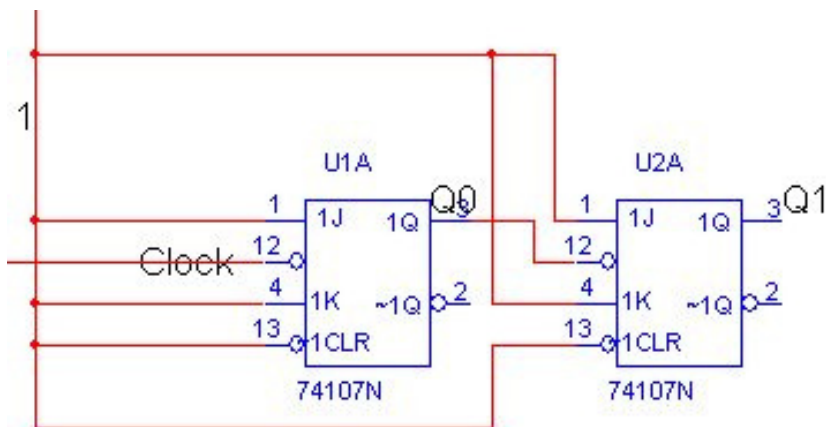 1
U1A
U2A
1 1J 1Q 3 Q0
12 Clock
4 1K ~1Q 2
13 1CLR
74107N
1 1J 1Q 3 Q1
12
4 1K ~1Q 2
13 1CLR
74107N